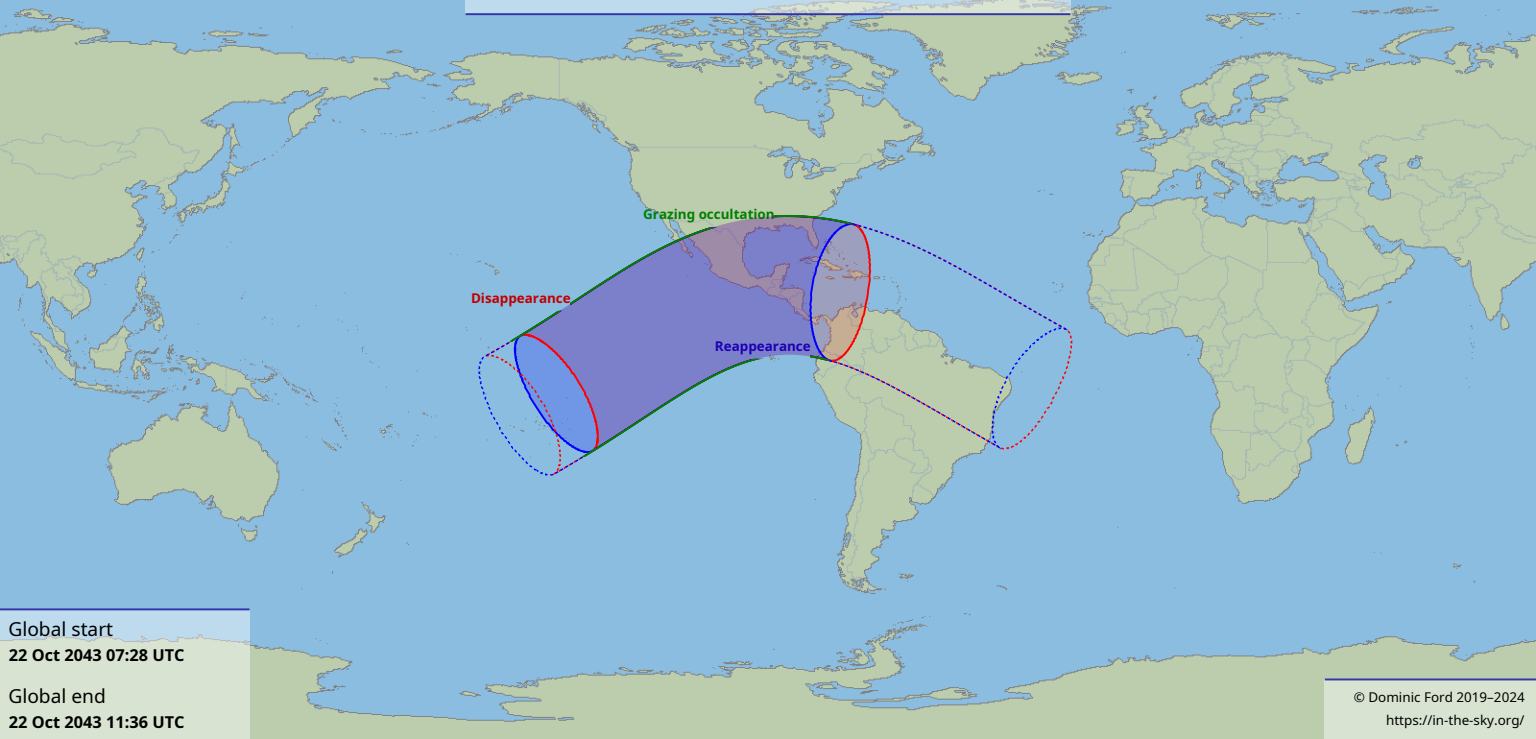 Grazing occultation
Disappearance
Reappearance
Global start
22 Oct 2043 07:28 UTC
Global end
22 Oct 2043 11:36 UTC
© Dominic Ford 2019–2024
https://in-the-sky.org/